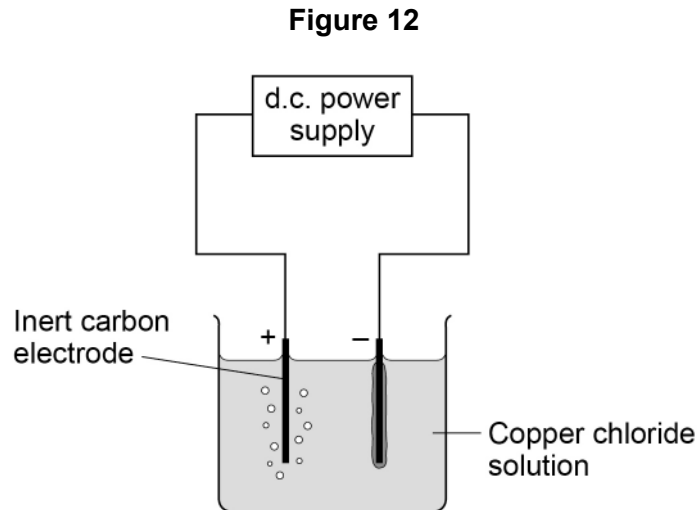 Figure 12
d.c. power
supply
Inert carbon
electrode
+
–
Copper chloride
solution